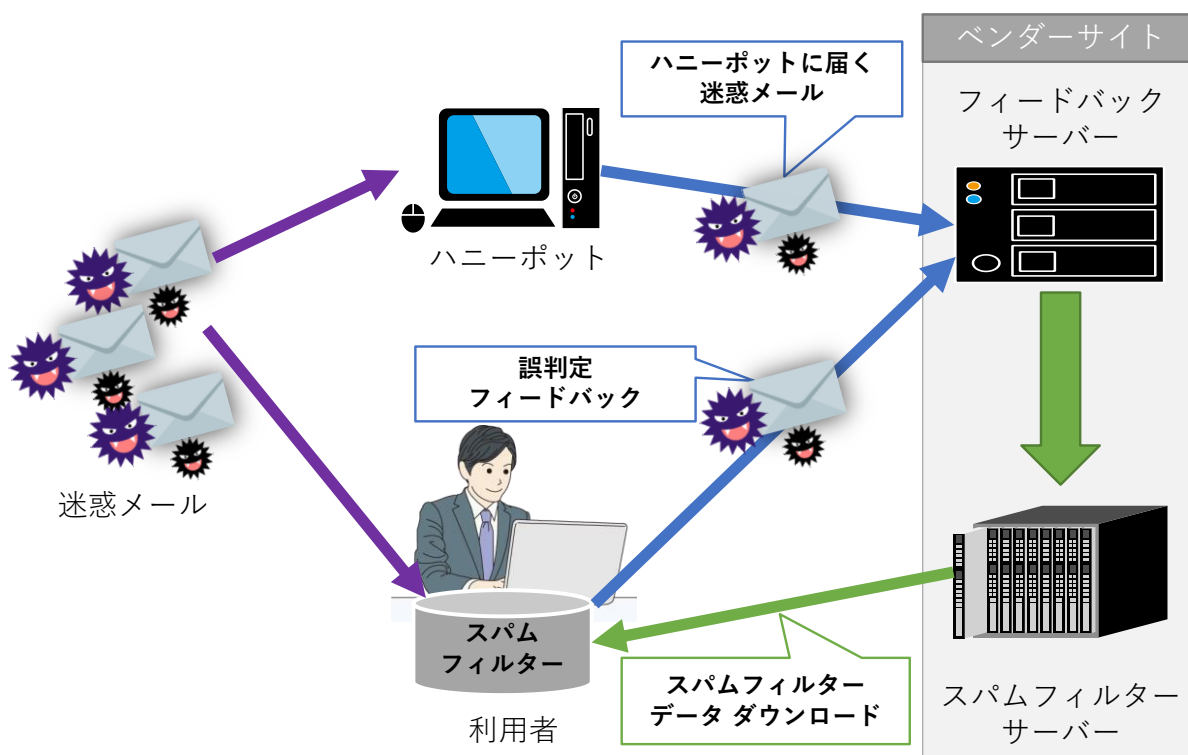 ベンダーサイト
ハニーポットに届く
迷惑メール
フィードバック
サーバー
ハニーポット
誤判定
フィードバック
迷惑メール
スパム
フィルター
利用者
スパムフィルター
データ ダウンロード
スパムフィルター
サーバー